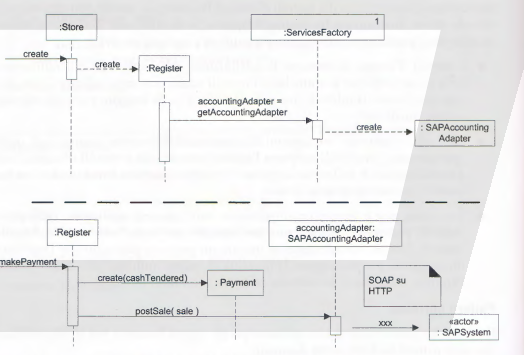 :Store
1
:ServicesFactory
create
create
:Register
accountingAdapter =
getAccountingAdapter
create
: SAPAccounting
Adapter
:Register
accountingAdapter:
SAPAccountingAdapter
makePayment
create(cashTendered)
: Payment
SOAP su
HTTP
postSale( sale )
xxx
«actor»
: SAPSystem